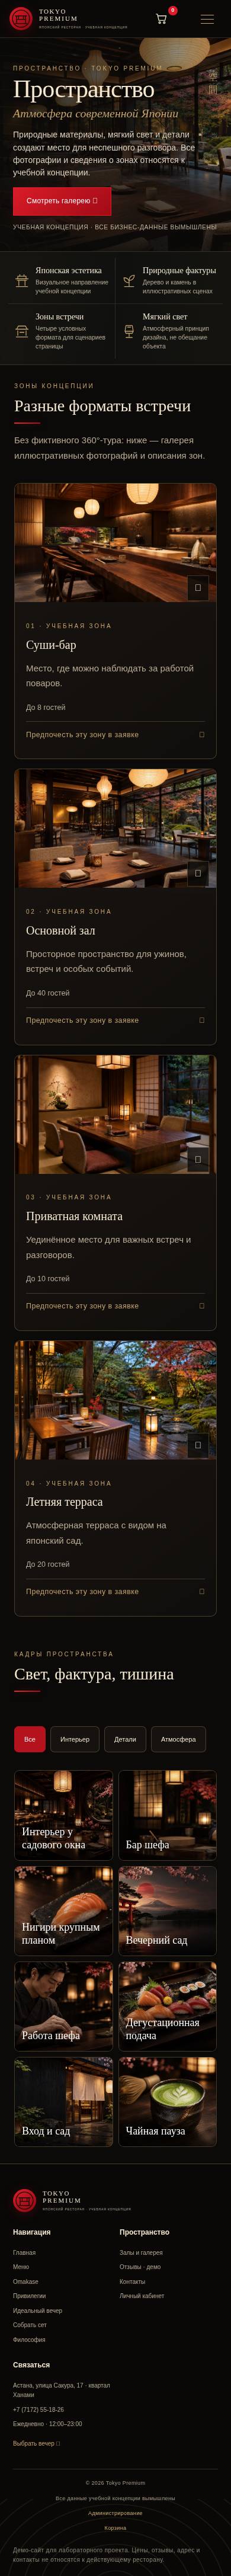 TOKYO
PREMIUM
ЯПОНСКИЙ РЕСТОРАН · УЧЕБНАЯ КОНЦЕПЦИЯ
0
ПРОСТРАНСТВО · TOKYO PREMIUM
Пространство
Атмосфера современной Японии
Природные материалы, мягкий свет и детали
создают место для неспешного разговора. Все
фотографии и сведения о зонах относятся к
учебной концепции.
Смотреть галерею
УЧЕБНАЯ КОНЦЕПЦИЯ · ВСЕ БИЗНЕС-ДАННЫЕ ВЫМЫШЛЕНЫ
Японская эстетика
Визуальное направление
учебной концепции
Природные фактуры
Дерево и камень в
иллюстративных сценах
Зоны встречи
Четыре условных
формата для сценариев
страницы
Мягкий свет
Атмосферный принцип
дизайна, не обещание
объекта
ЗОНЫ КОНЦЕПЦИИ
Разные форматы встречи
Без фиктивного 360°-тура: ниже — галерея
иллюстративных фотографий и описания зон.
01 · УЧЕБНАЯ ЗОНА
Суши-бар
Место, где можно наблюдать за работой
поваров.
До 8 гостей
Предпочесть эту зону в заявке
02 · УЧЕБНАЯ ЗОНА
Основной зал
Просторное пространство для ужинов,
встреч и особых событий.
До 40 гостей
Предпочесть эту зону в заявке
03 · УЧЕБНАЯ ЗОНА
Приватная комната
Уединённое место для важных встреч и
разговоров.
До 10 гостей
Предпочесть эту зону в заявке
04 · УЧЕБНАЯ ЗОНА
Летняя терраса
Атмосферная терраса с видом на
японский сад.
До 20 гостей
Предпочесть эту зону в заявке
КАДРЫ ПРОСТРАНСТВА
Свет, фактура, тишина
Все
Интерьер
Детали
Атмосфера
Интерьер у
садового окна
Бар шефа
Нигири крупным
планом
Вечерний сад
Работа шефа
Дегустационная
подача
Вход и сад
Чайная пауза
TOKYO
PREMIUM
ЯПОНСКИЙ РЕСТОРАН · УЧЕБНАЯ КОНЦЕПЦИЯ
Навигация
Главная
Меню
Omakase
Привилегии
Идеальный вечер
Собрать сет
Философия
Пространство
Залы и галерея
Отзывы · демо
Контакты
Личный кабинет
Связаться
Астана, улица Сакура, 17 · квартал
Ханами
+7 (7172) 55-18-26
Ежедневно · 12:00–23:00
Выбрать вечер
© 2026 Tokyo Premium
Все данные учебной концепции вымышлены
Администрирование
Корзина
Демо-сайт для лабораторного проекта. Цены, отзывы, адрес и
контакты не относятся к действующему ресторану.